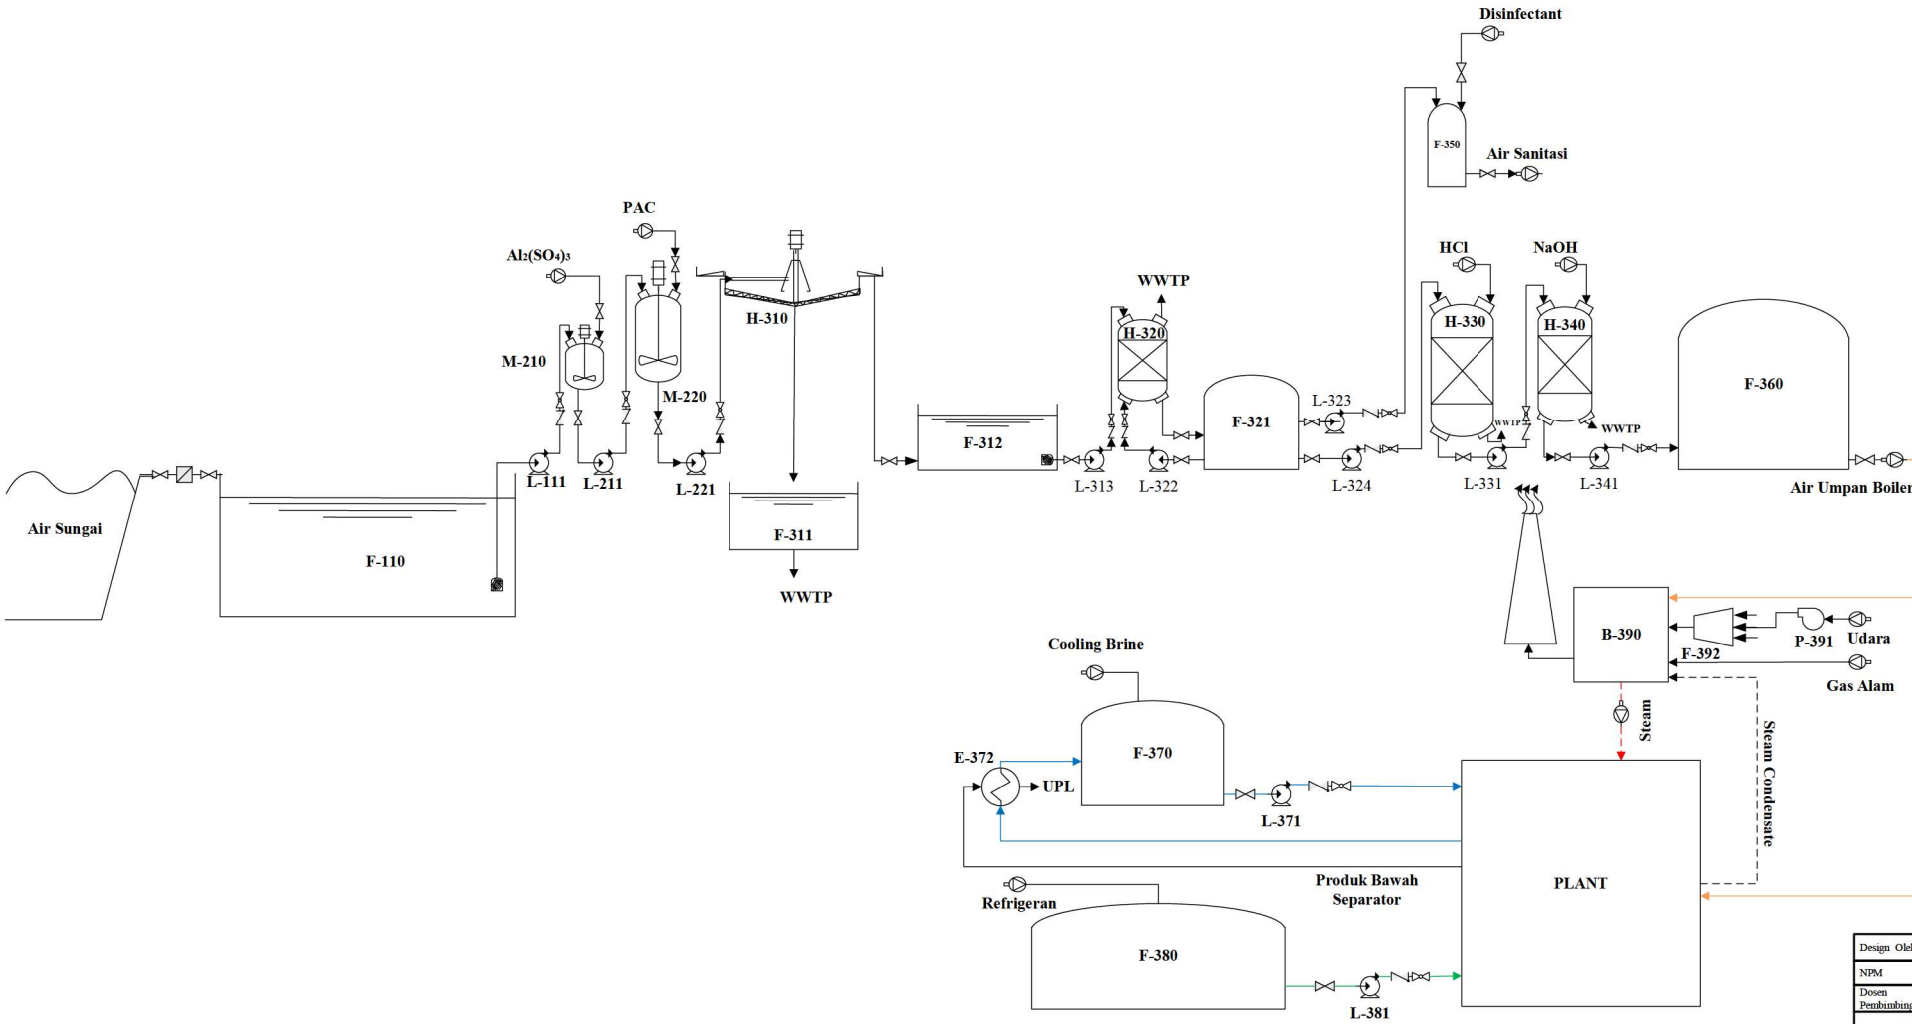 Disinfectant
F-350
Air Sanitasi
PAC
Al₂(SO₄)₃
HCl
NaOH
WWTP
H-310
H-320
H-330
H-340
M-210
M-220
F-360
L-323
F-321
F-312
WWTP
WWTP
L-111
L-211
L-221
L-313
L-322
L-324
L-331
L-341
Air Umpan Boiler
Air Sungai
F-110
F-311
WWTP
B-390
F-392
P-391
Udara
Gas Alam
Cooling Brine
Steam
Steam Condensate
E-372
F-370
UPL
L-371
Produk Bawah
Separator
PLANT
Refrigeran
F-380
L-381
Design Oleh
NPM
Dosen
Pembimbing